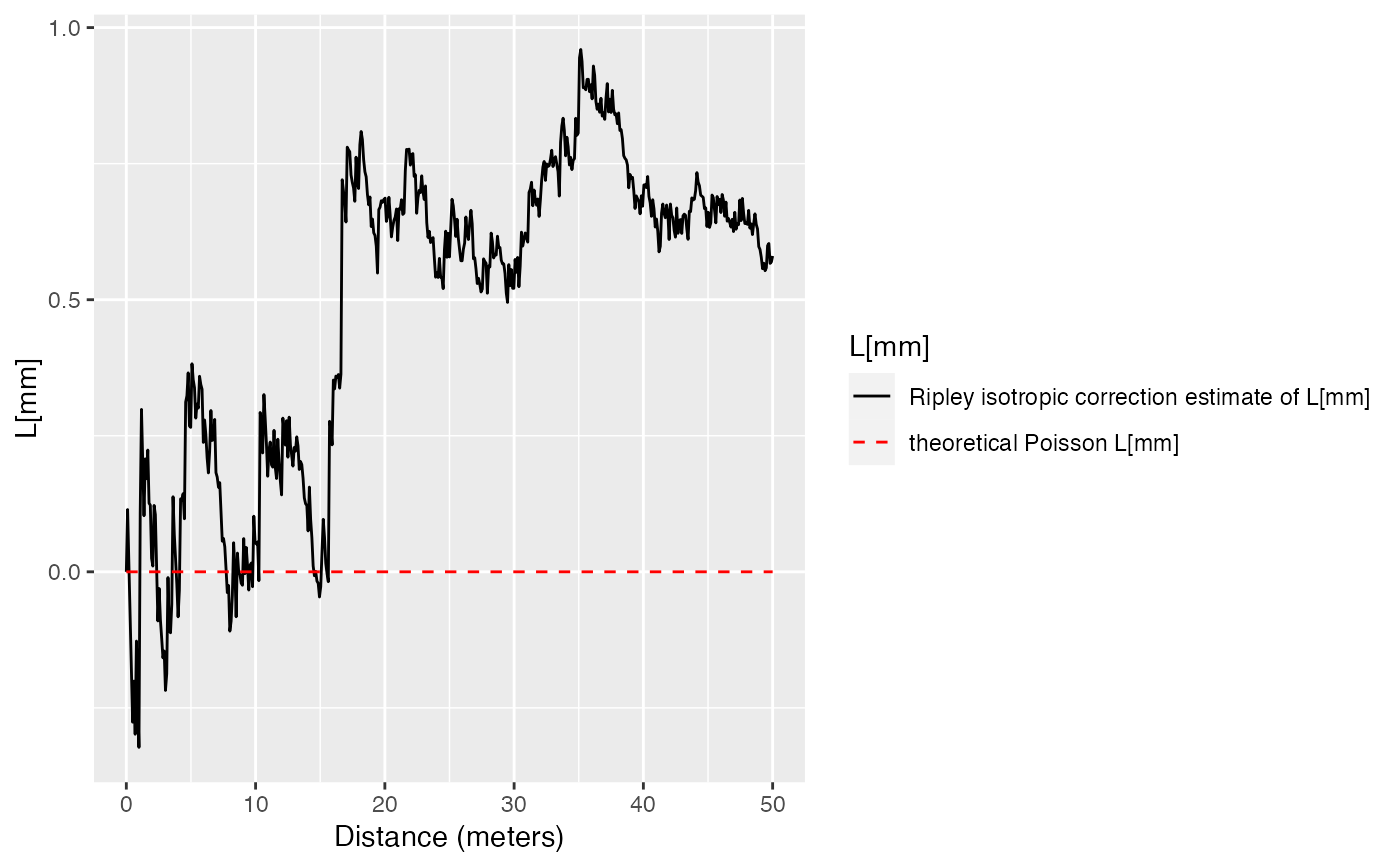 1.0
0.5
0.0
L[mm]
0
10
20
30
40
50
Distance (meters)
L[mm]
Ripley isotropic correction estimate of L[mm]
theoretical Poisson L[mm]